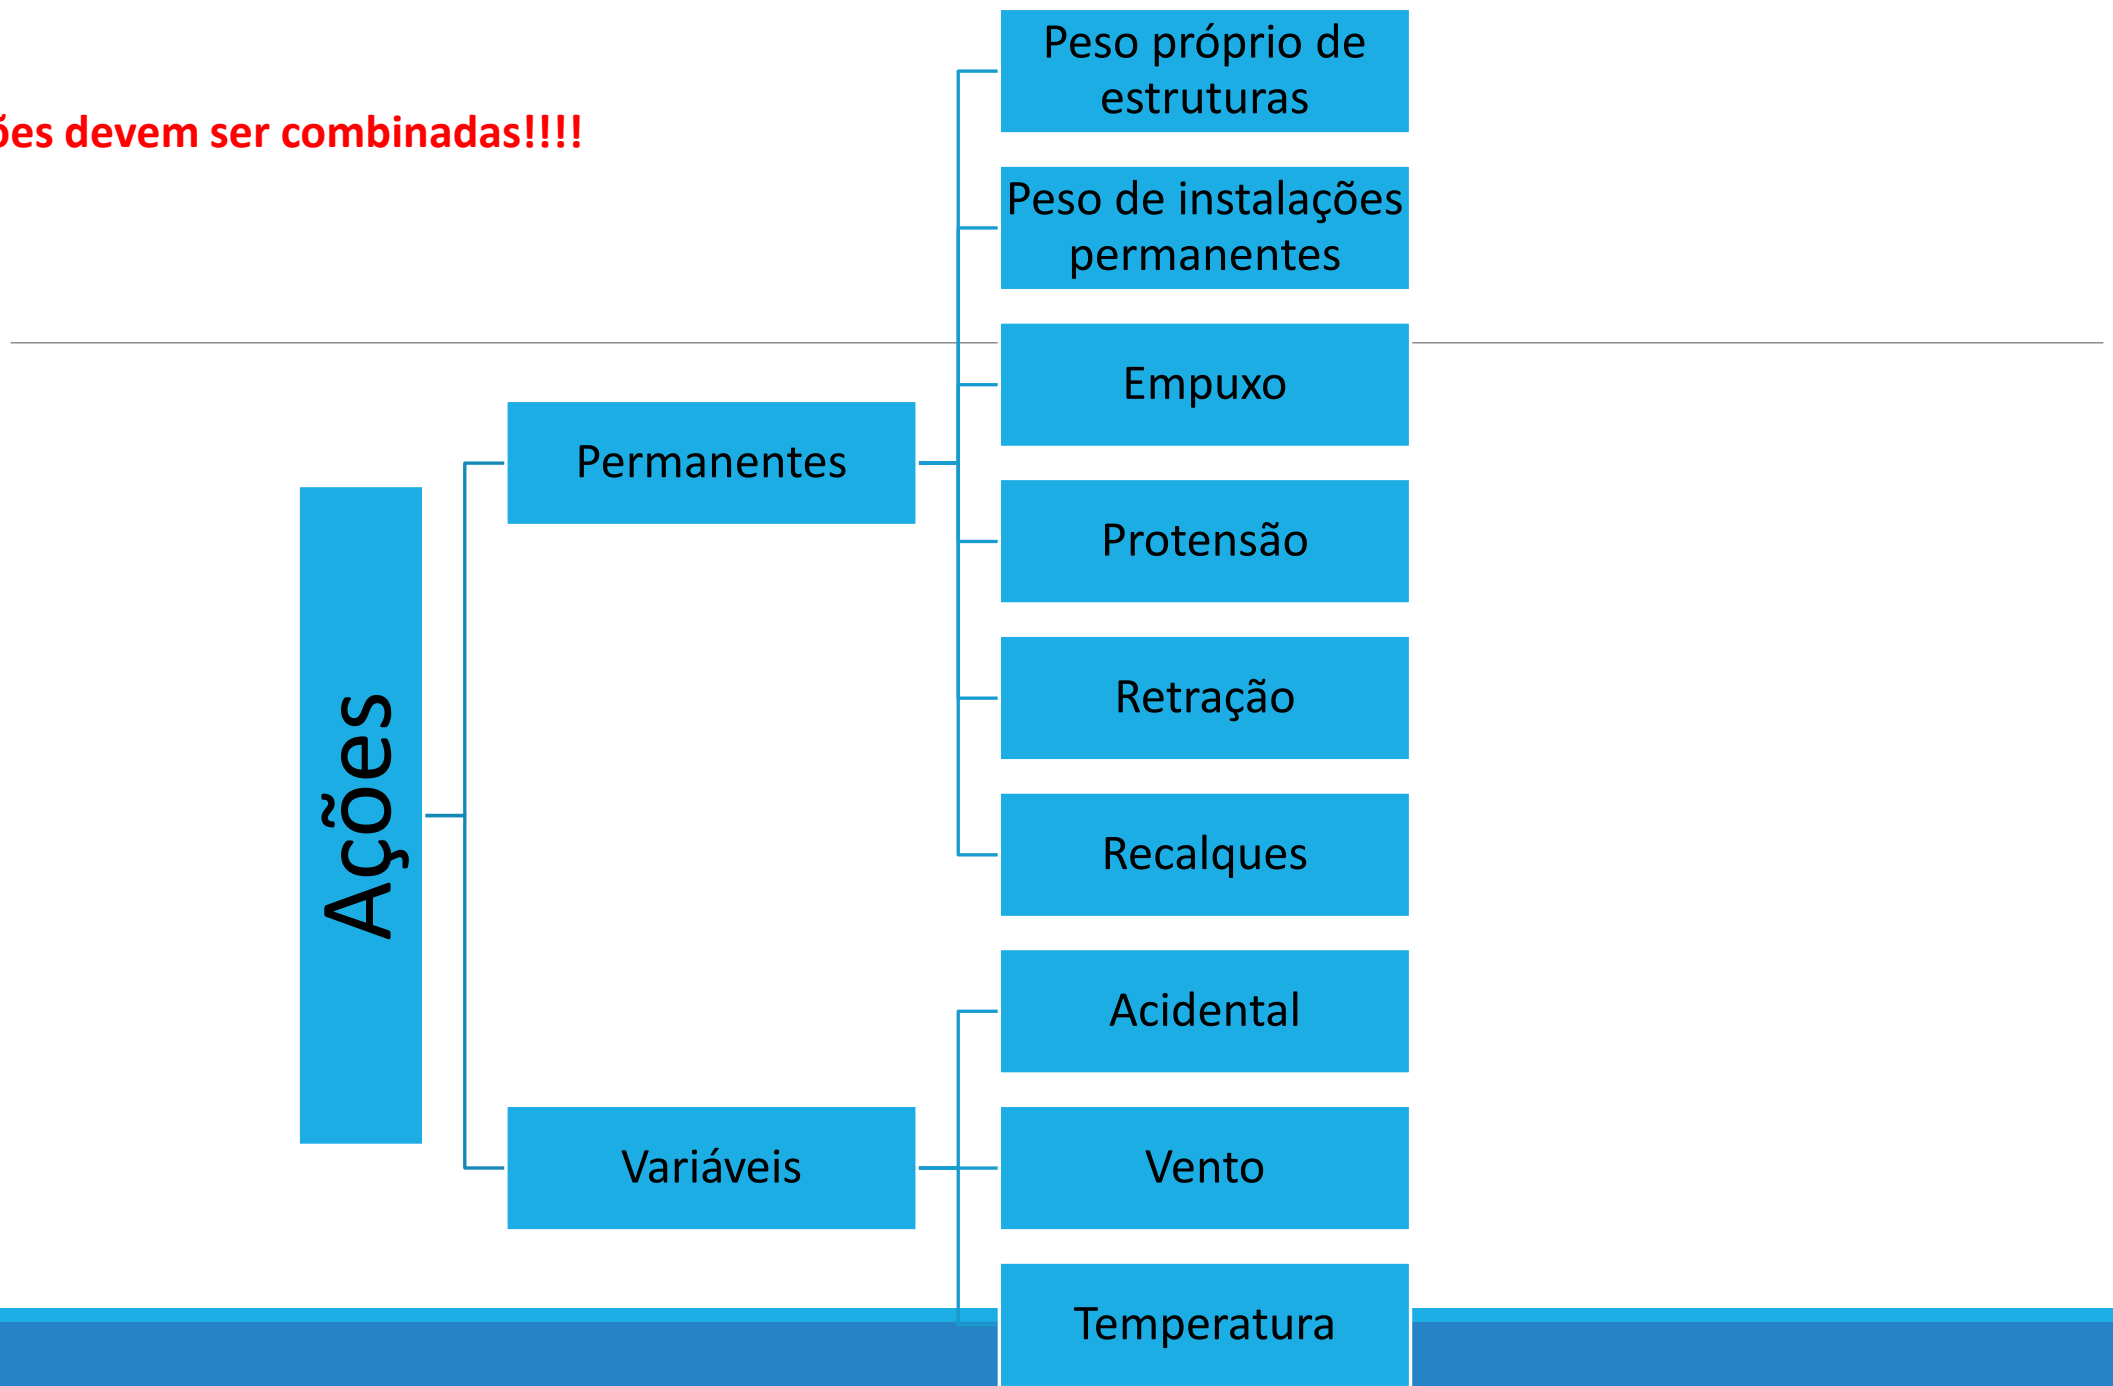 ões devem ser combinadas!!!!
Peso próprio de
estruturas
Peso de instalações
permanentes
Empuxo
Permanentes
Protensão
Retração
Ações
Recalques
Acidental
Variáveis
Vento
Temperatura